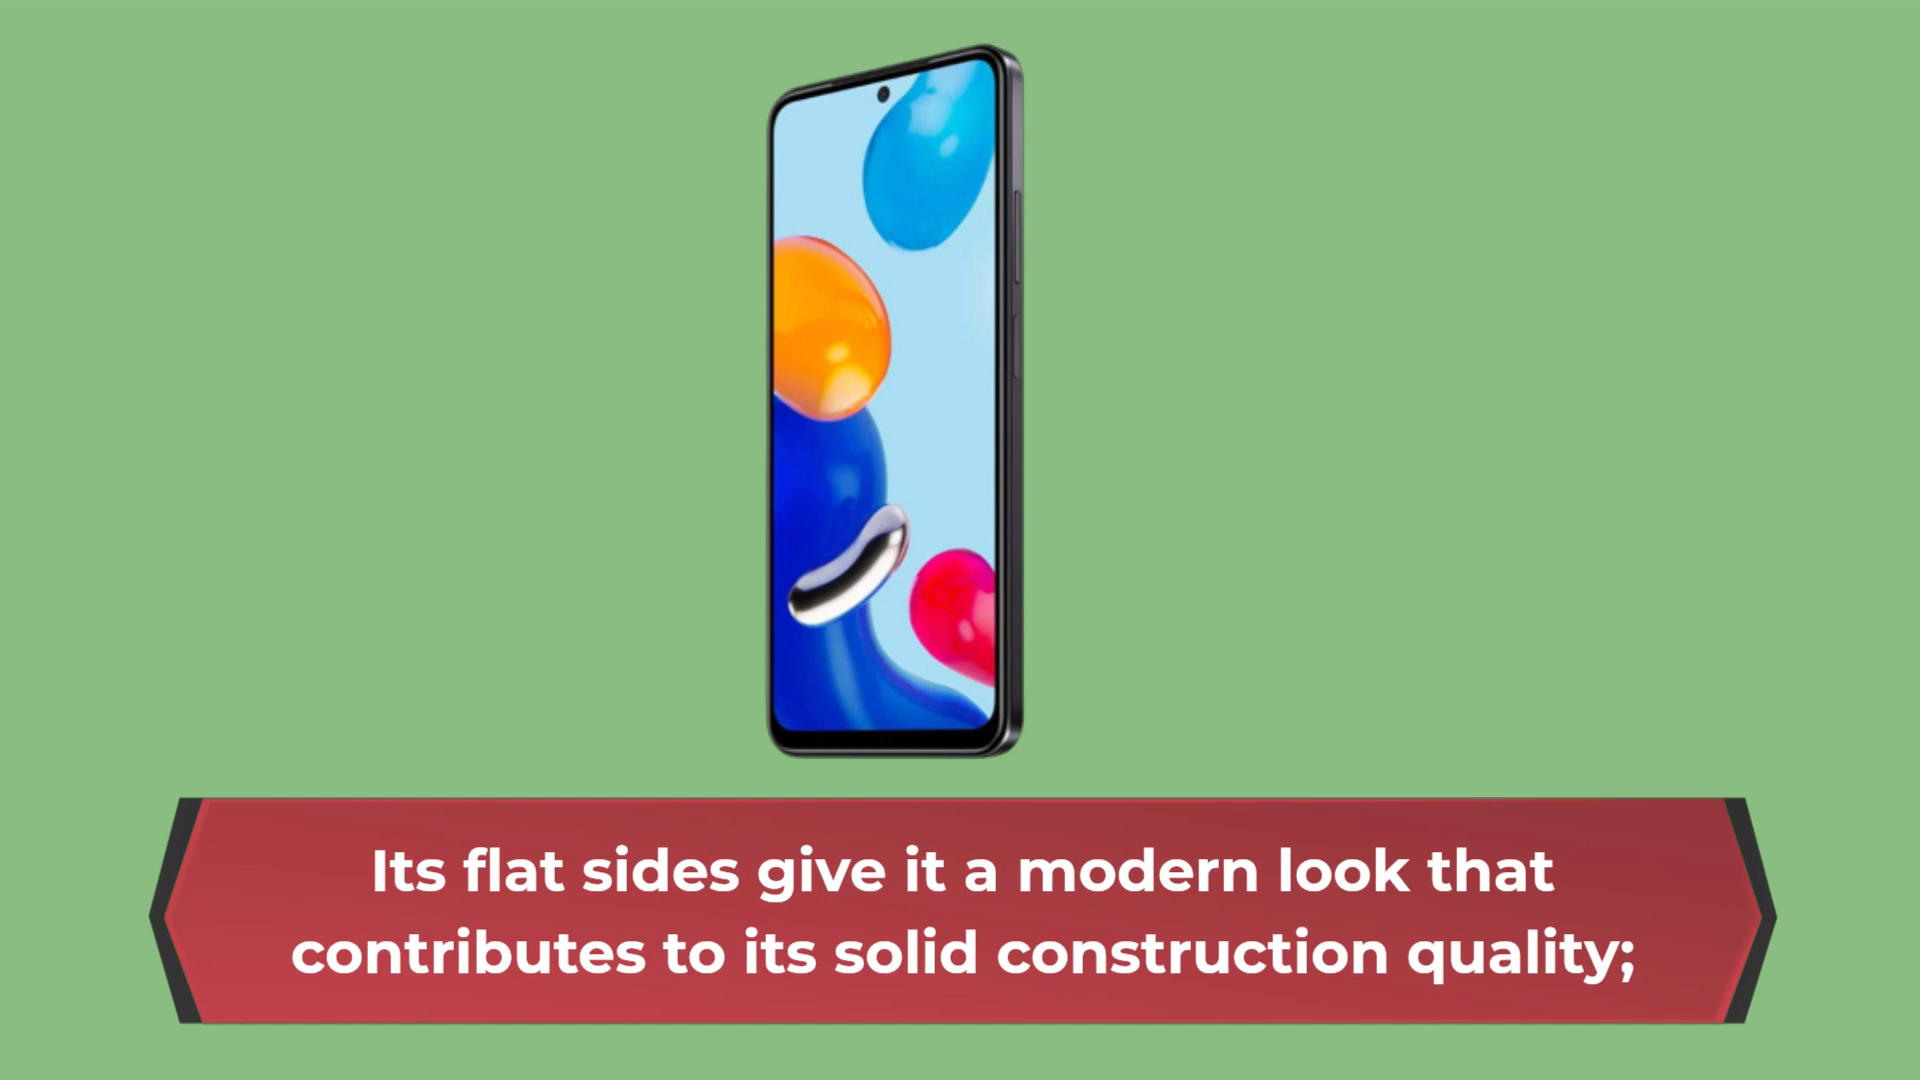 Its flat sides give it a modern look that
contributes to its solid construction quality;